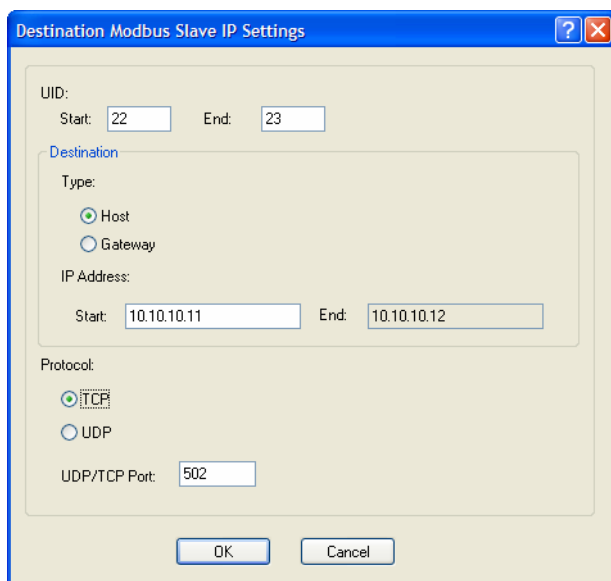 Destination Modbus Slave IP Settings
UID:
Start: 22 End: 23
Destination
Type:
Host
Gateway
IP Address:
Start: 10.10.10.11 End: 10.10.10.12
Protocol:
TCP
UDP
UDP/TCP Port: 502
OK Cancel